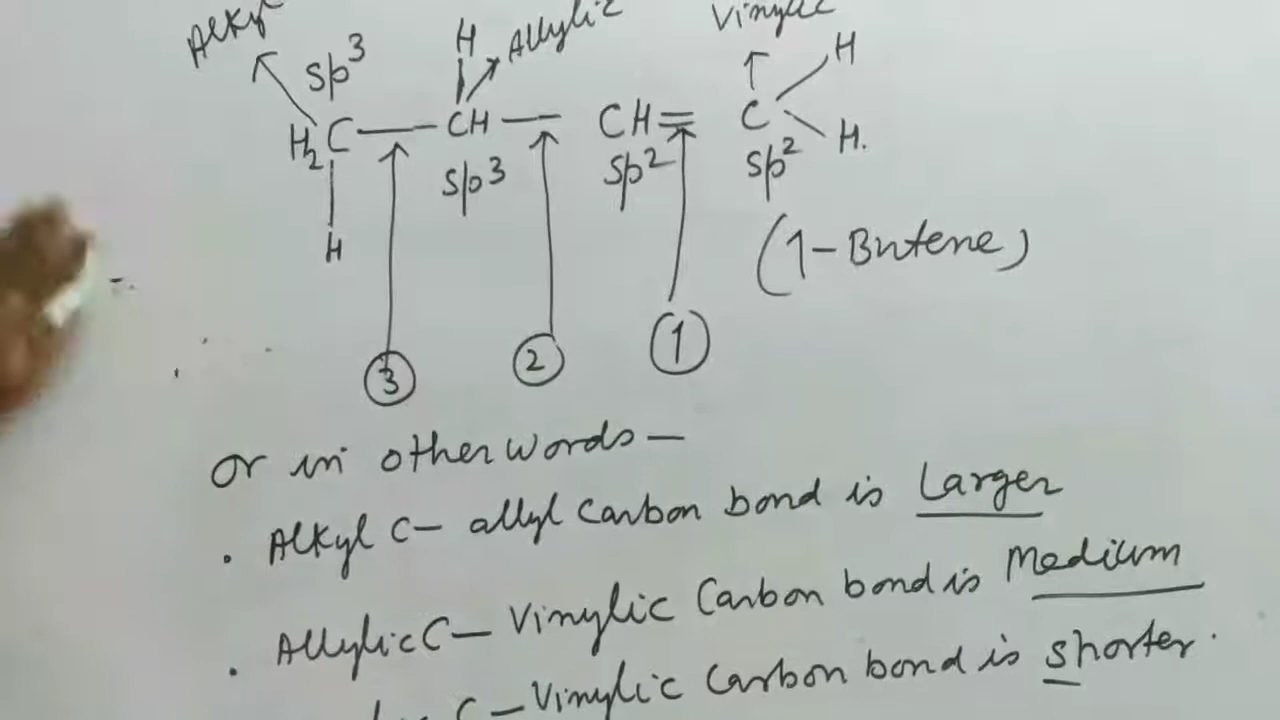 Alky
Allylic
Vinylic
sp³
H
H
H₂C — CH — CH = C
H.
sp³ sp² sp²
H
(1-Butene)
③ ② ①
or in other words —
. Alkyl C— allyl Carbon bond is Larger
. Allylic C— Vinylic Carbon bond is Medium
C — Vinylic Carbon bond is shorter.